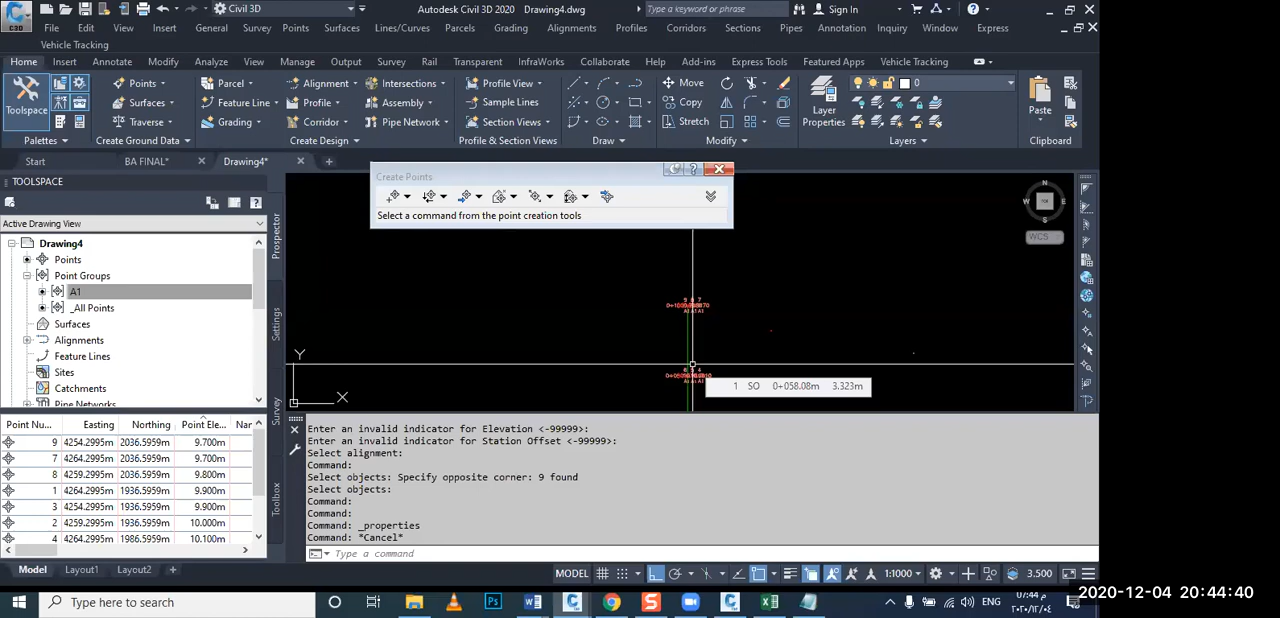 Civil 3D
Autodesk Civil 3D 2020 Drawing4.dwg
Type a keyword or phrase
Sign In
File Edit View Insert General Survey Points Surfaces Lines/Curves Parcels Grading Alignments Profiles Corridors Sections Pipes Annotation Inquiry Window Express
Vehicle Tracking
Home Insert Annotate Modify Analyze View Manage Output Survey Rail Transparent InfraWorks Collaborate Help Add-ins Express Tools Featured Apps Vehicle Tracking
Toolspace
Points
Surfaces
Traverse
Parcel
Feature Line
Grading
Alignment
Profile
Corridor
Intersections
Assembly
Pipe Network
Profile View
Sample Lines
Section Views
Move
Copy
Stretch
Layer
Properties
0
Paste
Palettes Create Ground Data Create Design Profile & Section Views Draw Modify Layers Clipboard
Start BA FINAL* Drawing4*
TOOLSPACE
Active Drawing View
Drawing4
Points
Point Groups
A1
_All Points
Surfaces
Alignments
Feature Lines
Sites
Catchments
Pipe Networks
Prospector
Settings
Survey
Toolbox
Create Points
Select a command from the point creation tools
N
W E
S
WCS
Y
X
1 SO 0+058.08m 3.323m
Point Nu... Easting Northing Point Ele... Nar
9 4254.2995m 2036.5959m 9.700m
7 4264.2995m 2036.5959m 9.700m
8 4259.2995m 2036.5959m 9.800m
1 4264.2995m 1936.5959m 9.900m
3 4254.2995m 1936.5959m 9.900m
2 4259.2995m 1936.5959m 10.000m
4 4264.2995m 1986.5959m 10.100m
Enter an invalid indicator for Elevation <-99999>:
Enter an invalid indicator for Station Offset <-99999>:
Select alignment:
Command:
Select objects: Specify opposite corner: 9 found
Select objects:
Command:
Command:
Command: _properties
Command: *Cancel*
Type a command
Model Layout1 Layout2
MODEL 1:1000 3.500
Type here to search
ENG
2020-12-04 20:44:40